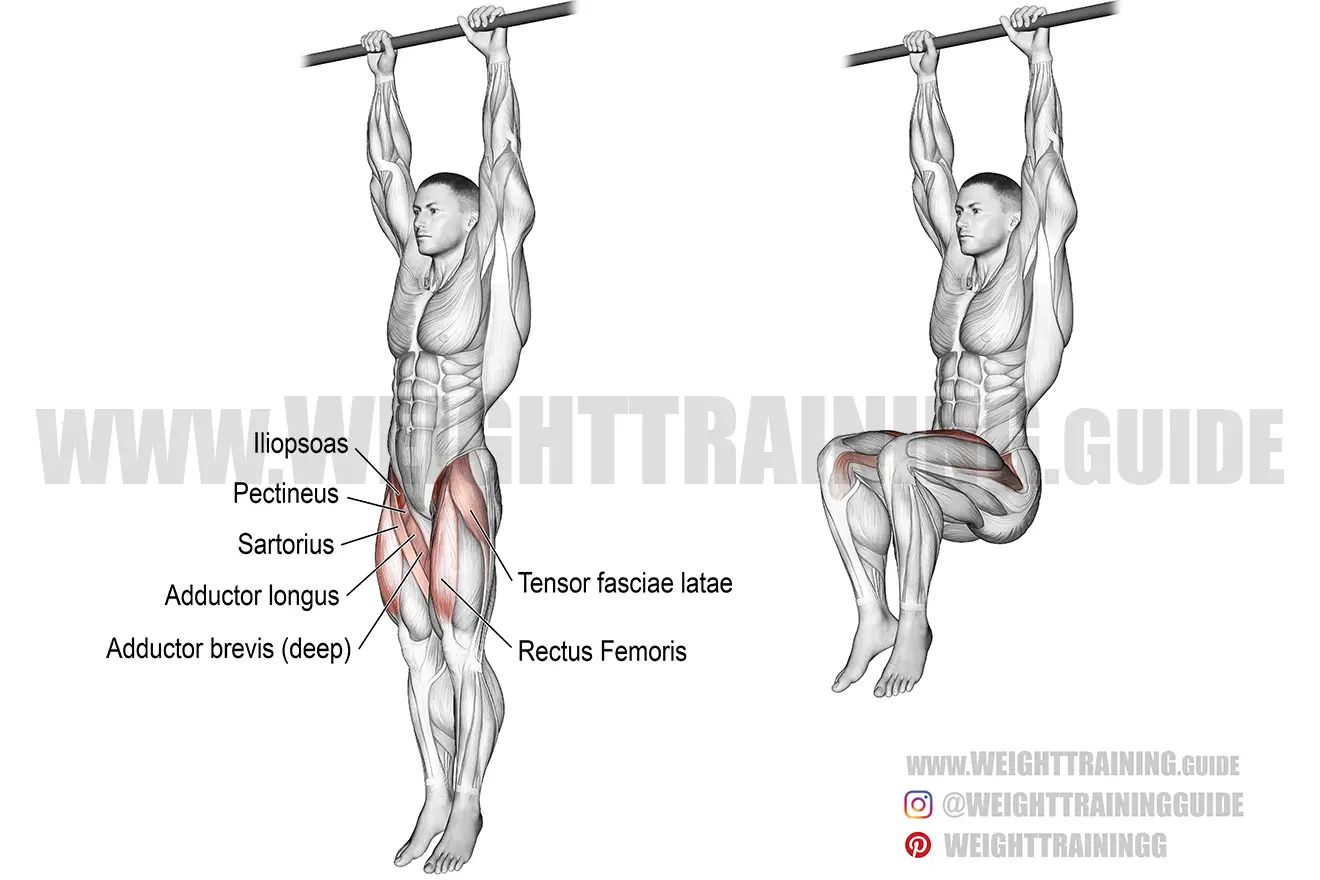 WWW.WEIGHTTRAINING.GUIDE
Iliopsoas
Pectineus
Sartorius
Adductor longus
Adductor brevis (deep)
Tensor fasciae latae
Rectus Femoris
WWW.WEIGHTTRAINING.GUIDE
@WEIGHTTRAININGGUIDE
WEIGHTTRAININGG